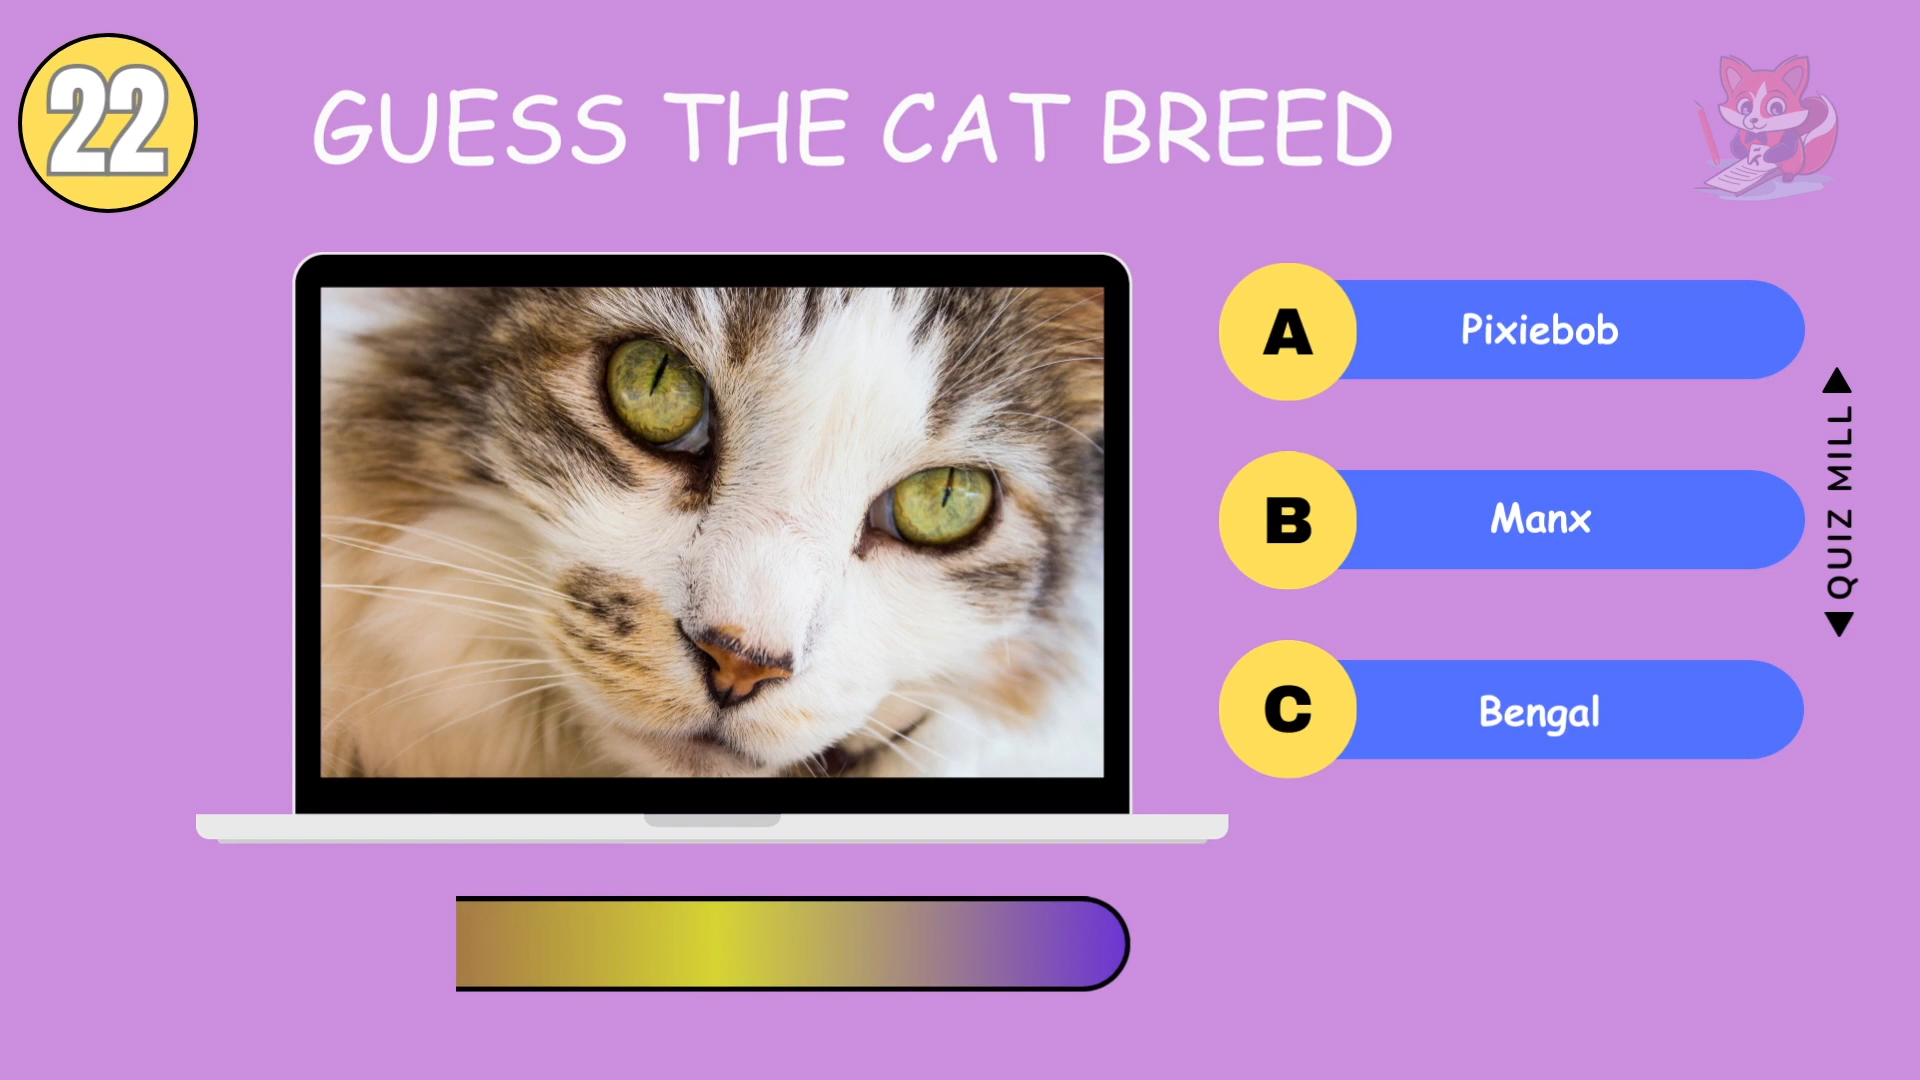 22
GUESS THE CAT BREED
A Pixiebob
B Manx
C Bengal
QUIZ MILL